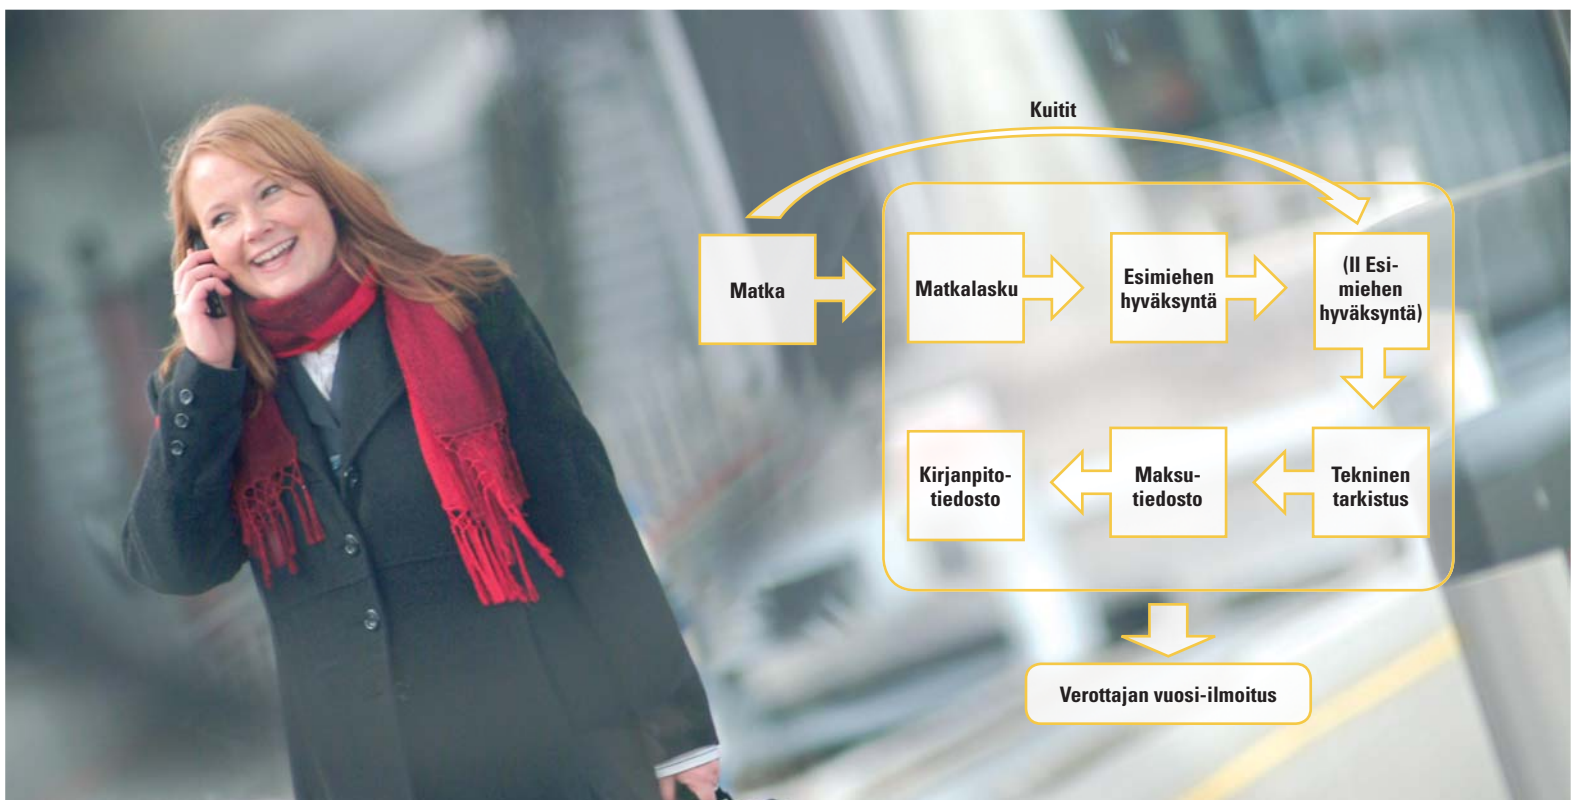 Kuitit
Matka
Matkalasku
Esimiehen
hyväksyntä
(II Esi-
miehen
hyväksyntä)
Tekninen
tarkistus
Maksu-
tiedosto
Kirjanpito-
tiedosto
Verottajan vuosi-ilmoitus